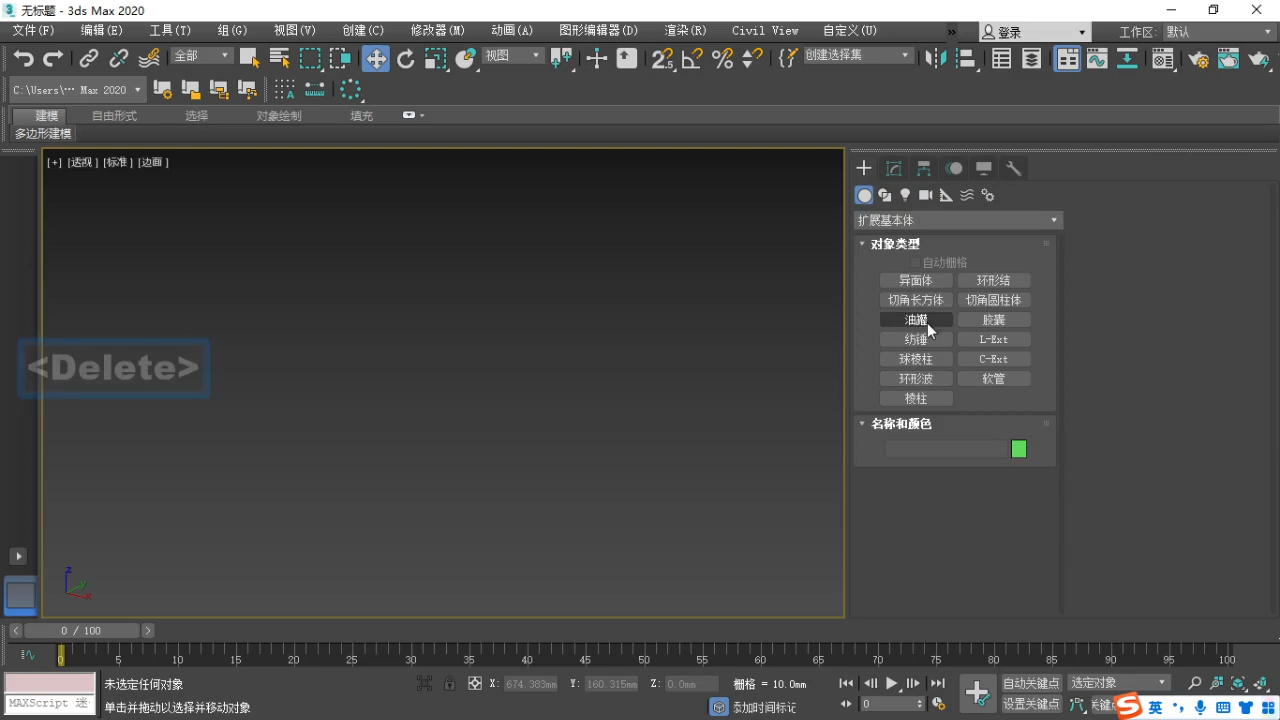 无标题 - 3ds Max 2020
文件(F) 编辑(E) 工具(T) 组(G) 视图(V) 创建(C) 修改器(M) 动画(A) 图形编辑器(D) 渲染(R) Civil View 自定义(U) » 登录 工作区: 默认
全部 视图 创建选择集
C:\Users\··· Max 2020
建模 自由形式 选择 对象绘制 填充
多边形建模
[+] [透视] [标准] [边面]
扩展基本体
对象类型
自动栅格
异面体 环形结
切角长方体 切角圆柱体
油罐 胶囊
纺锤 L-Ext
球棱柱 C-Ext
环形波 软管
棱柱
名称和颜色
<Delete>
z
y
x
< 0 / 100 >
0 5 10 15 20 25 30 35 40 45 50 55 60 65 70 75 80 85 90 95 100
未选定任何对象 X: 674.383mm Y: 160.315mm Z: 0.0mm 栅格 = 10.0mm 自动关键点 选定对象
MAXScript 迷 单击并拖动以选择并移动对象 添加时间标记 0 设置关键点 英